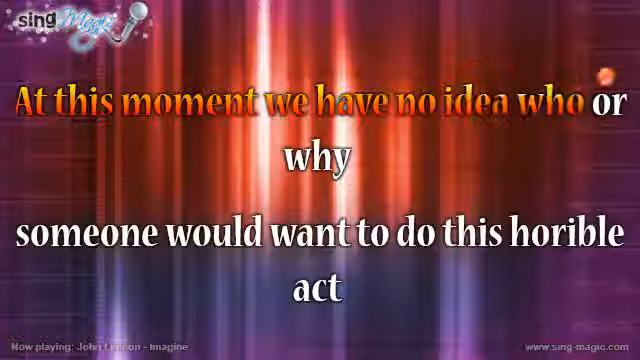 sing Magic
At this moment we have no idea who or
why
someone would want to do this horrible
act
Now playing: John Lennon - Imagine
www.sing-magic.com